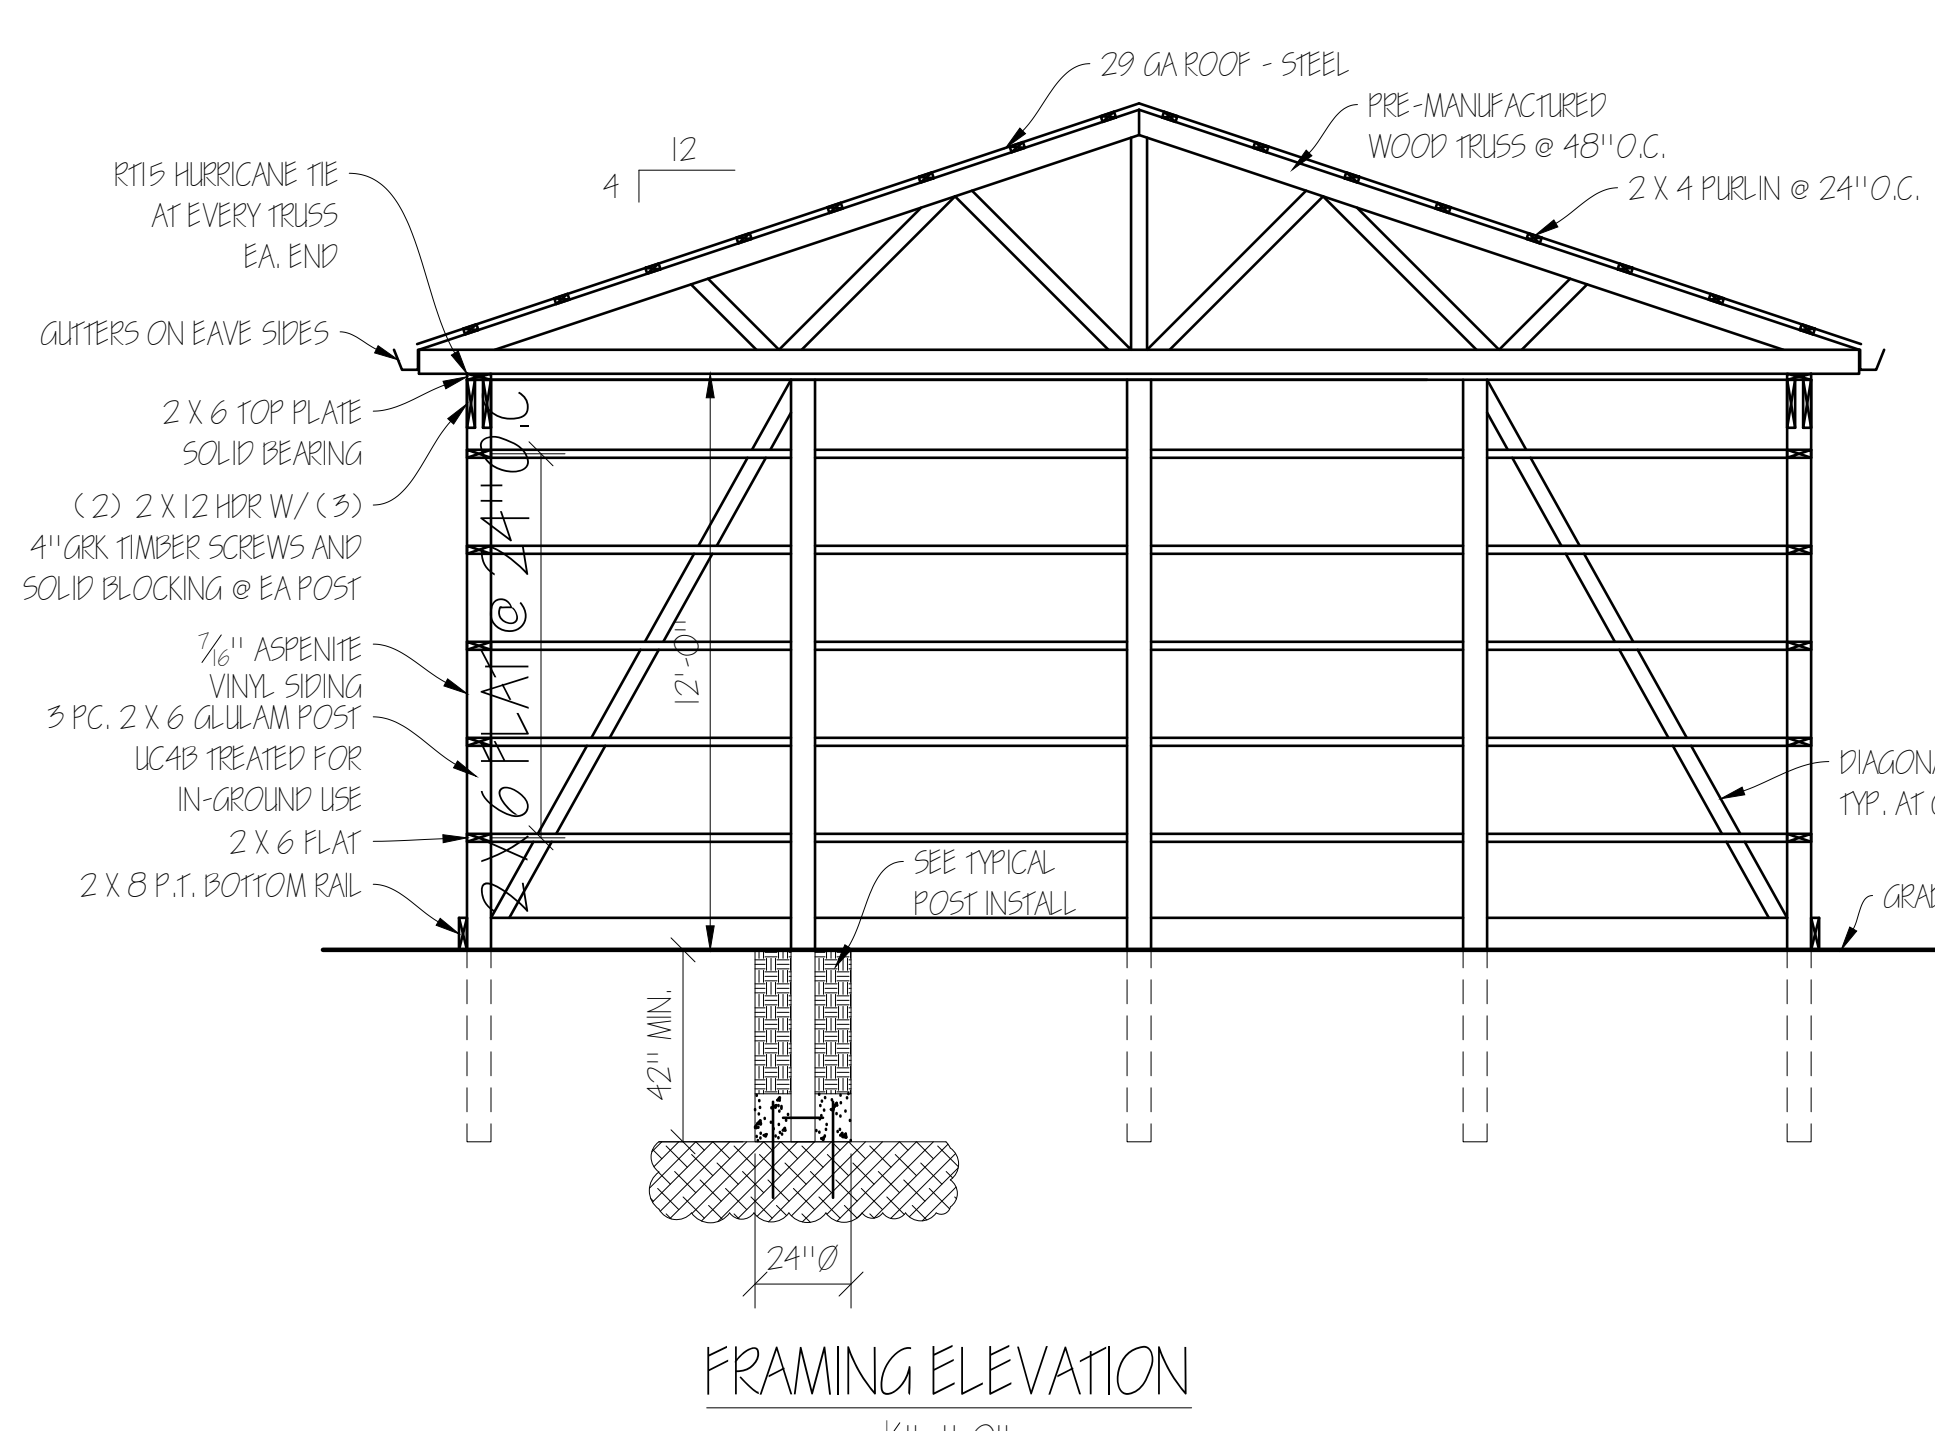 29 GA ROOF - STEEL
PRE-MANUFACTURED
WOOD TRUSS @ 48" O.C.
2 X 4 PURLIN @ 24" O.C.
12
4
RT15 HURRICANE TIE
AT EVERY TRUSS
EA. END
GUTTERS ON EAVE SIDES
2 X 6 TOP PLATE
SOLID BEARING
(2) 2 X 12 HDR W/ (3)
4" GRK TIMBER SCREWS AND
SOLID BLOCKING @ EA POST
7/16" ASPENITE
VINYL SIDING
3 PC. 2 X 6 GLULAM POST
UC4B TREATED FOR
IN-GROUND USE
2 X 6 FLAT
2 X 8 P.T. BOTTOM RAIL
2 X 6 FLAT @ 24" O.C
12'-0"
SEE TYPICAL
POST INSTALL
TYP. AT
42" MIN.
24"Ø
FRAMING ELEVATION